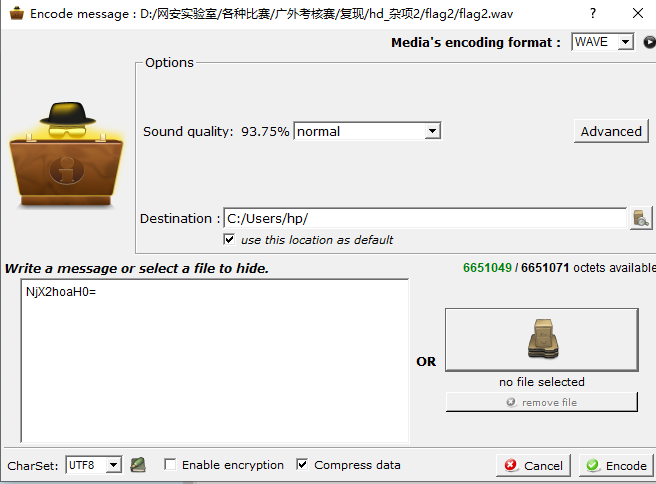 Encode message : D:/网安实验室/各种比赛/广外考核赛/复现/hd_杂项2/flag2/flag2.wav
Media's encoding format : WAVE
Options
Sound quality: 93.75% normal Advanced
Destination : C:/Users/hp/
use this location as default
Write a message or select a file to hide. 6651049 / 6651071 octets available
NjX2hoaH0=
OR
no file selected
remove file
CharSet: UTF8 Enable encryption Compress data Cancel Encode